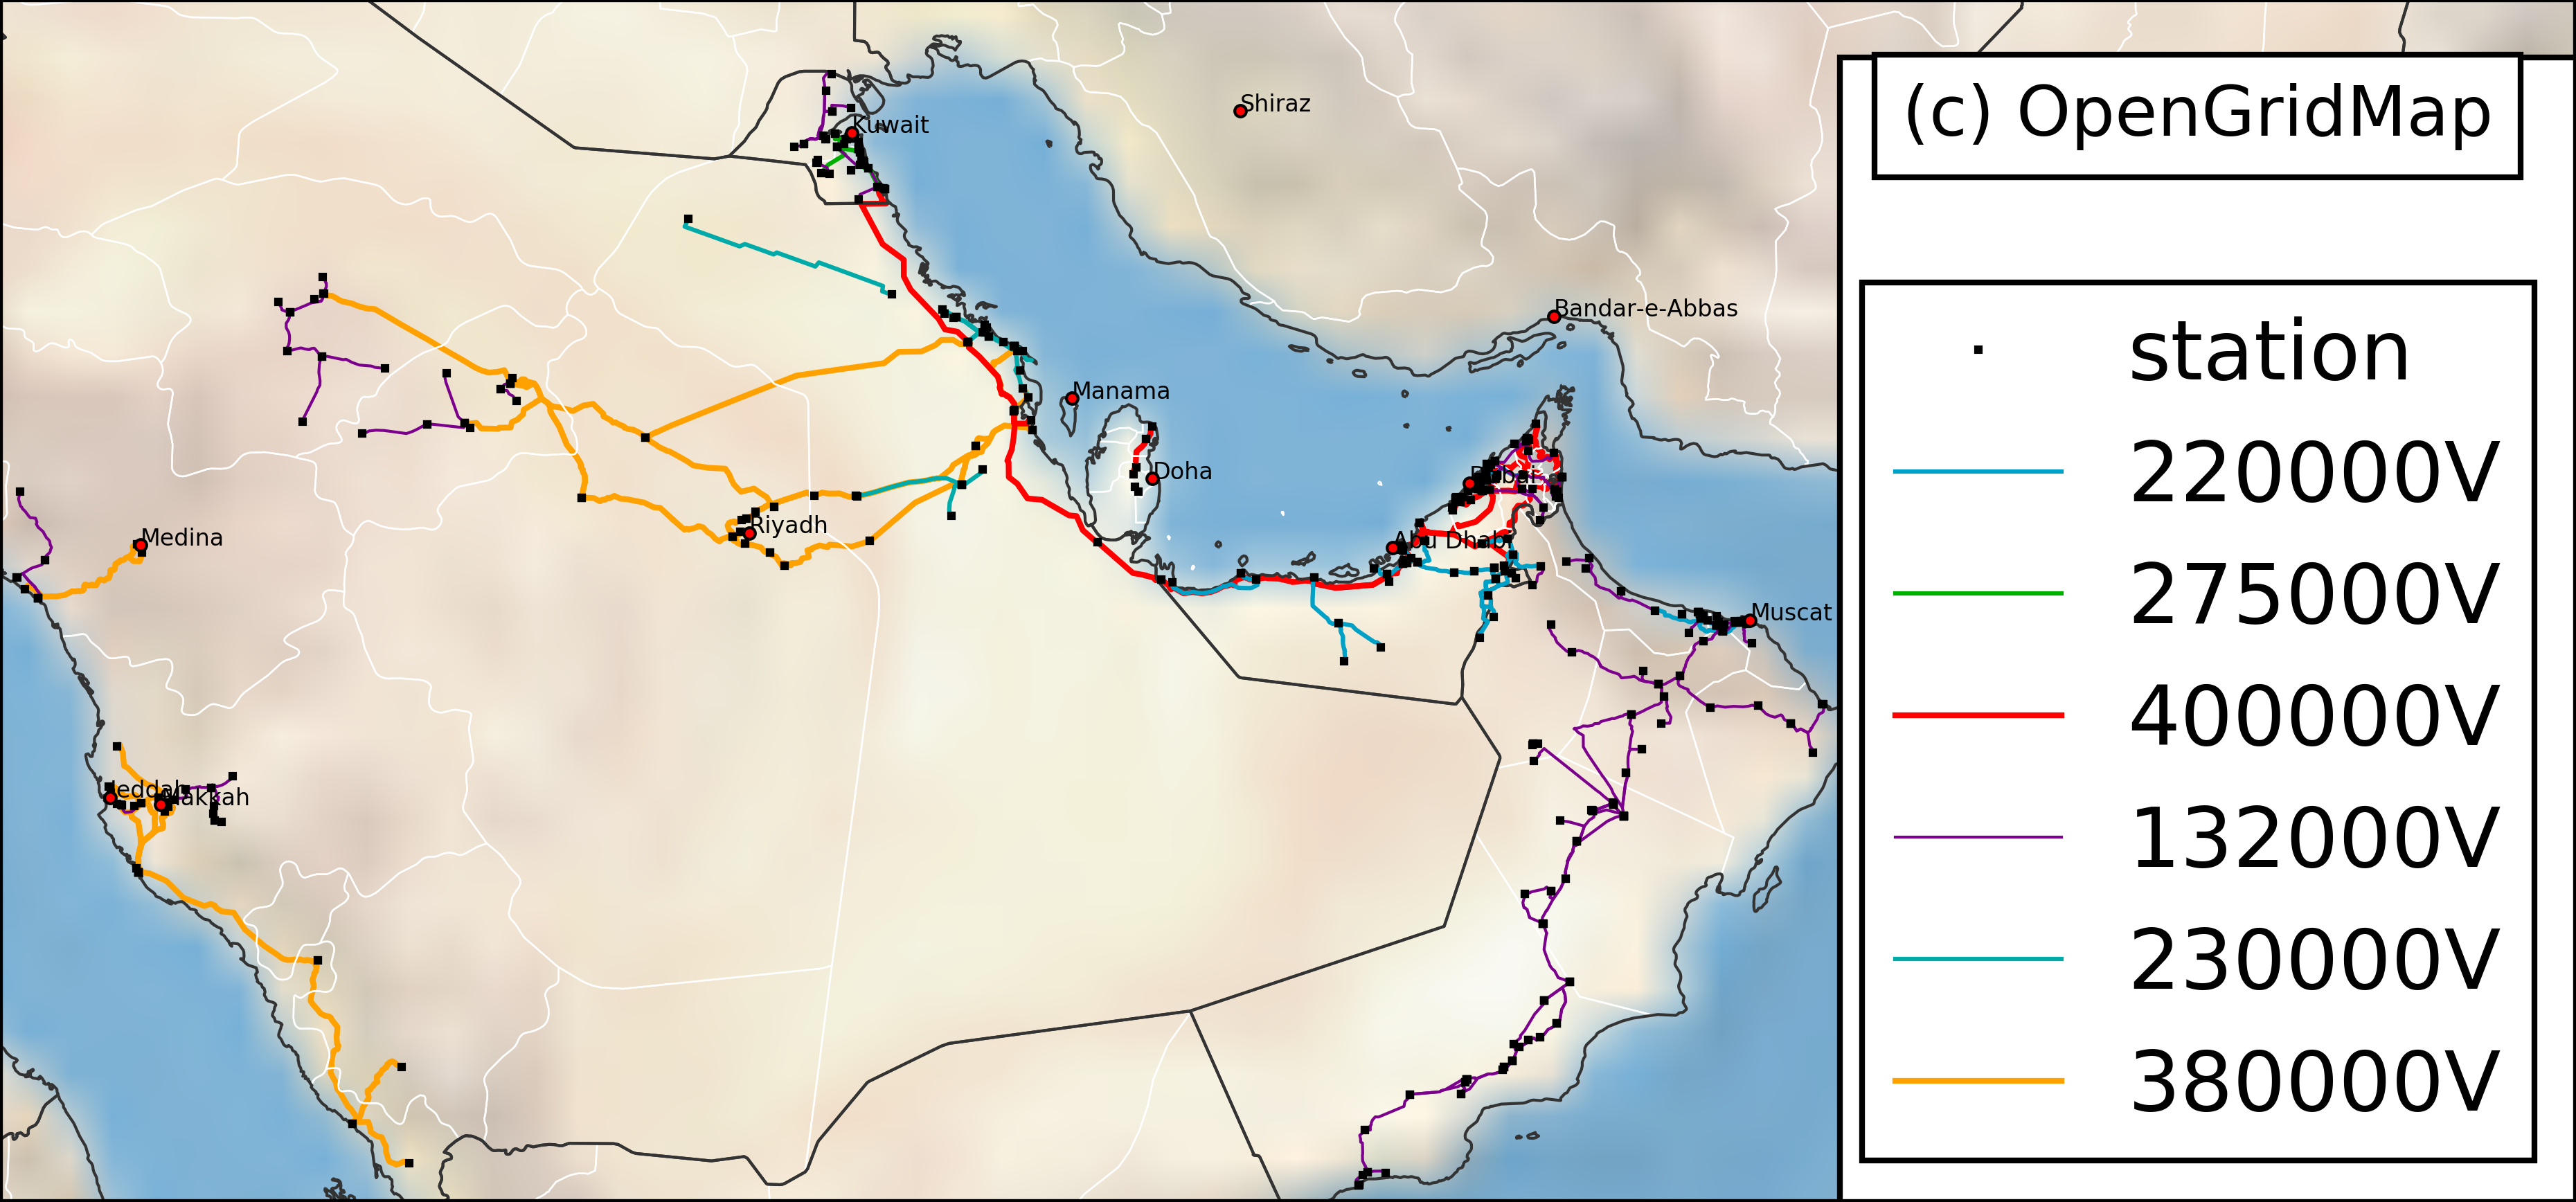 (c) OpenGridMap
Shiraz
Kuwait
Bandar-e-Abbas
Manama
Doha
Dubai
Riyadh
Medina
Abu Dhabi
Muscat
Jeddah
Makkah
station
220000V
275000V
400000V
132000V
230000V
380000V